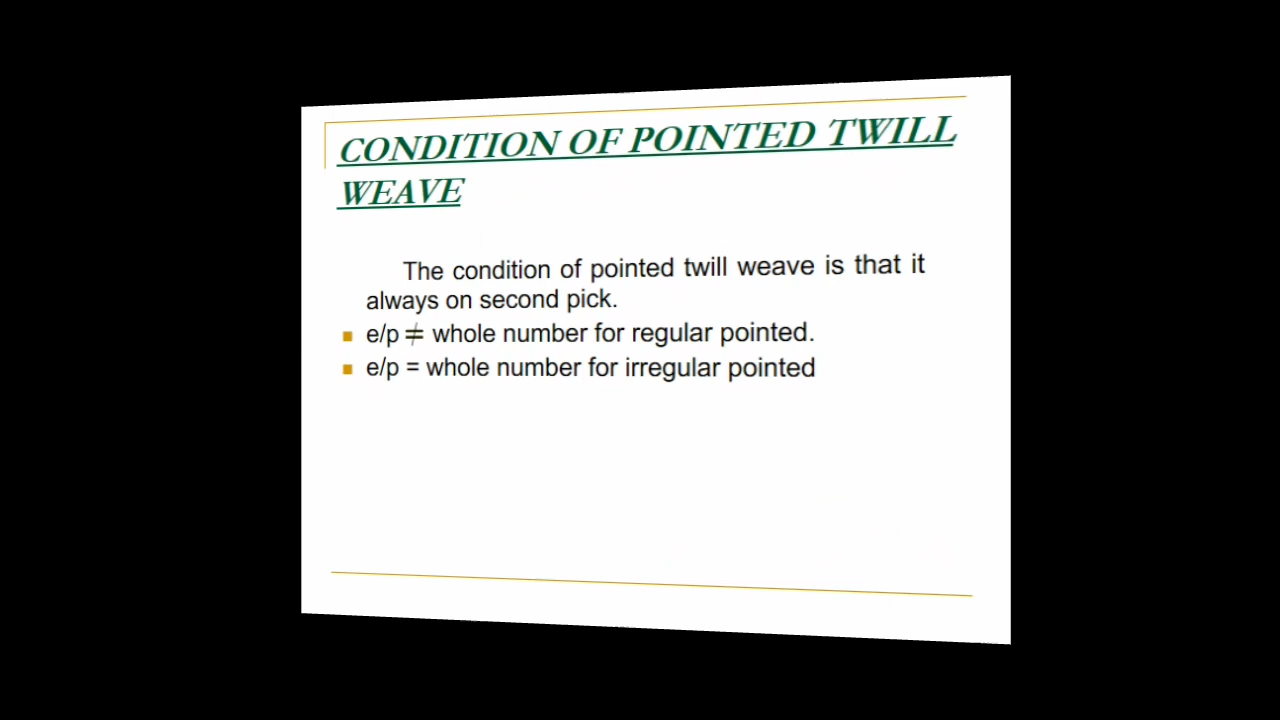 CONDITION OF POINTED TWILL
WEAVE
The condition of pointed twill weave is that it
always on second pick.
e/p ≠ whole number for regular pointed.
e/p = whole number for irregular pointed